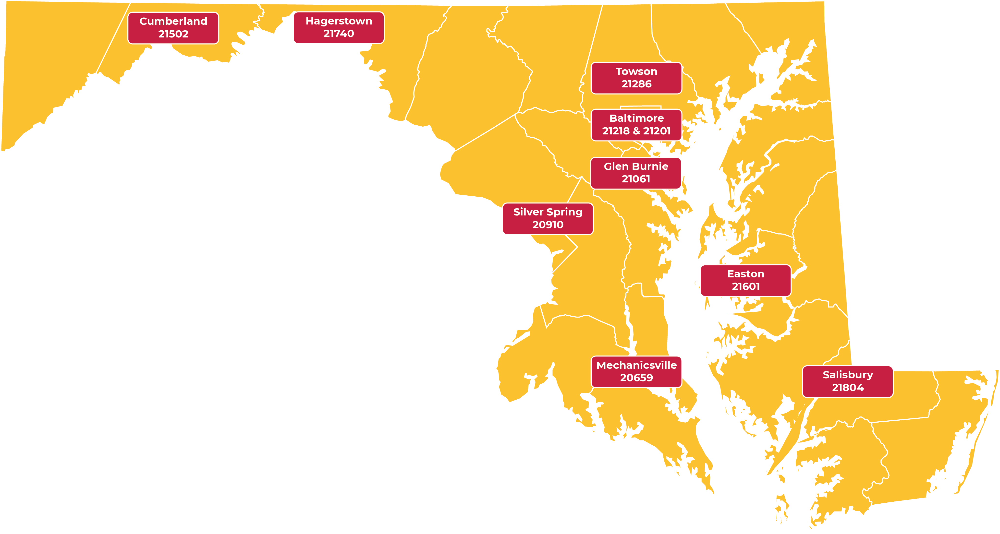 Cumberland
21502
Hagerstown
21740
Towson
21286
Baltimore
21218 & 21201
Glen Burnie
21061
Silver Spring
20910
Easton
21601
Mechanicsville
20659
Salisbury
21804